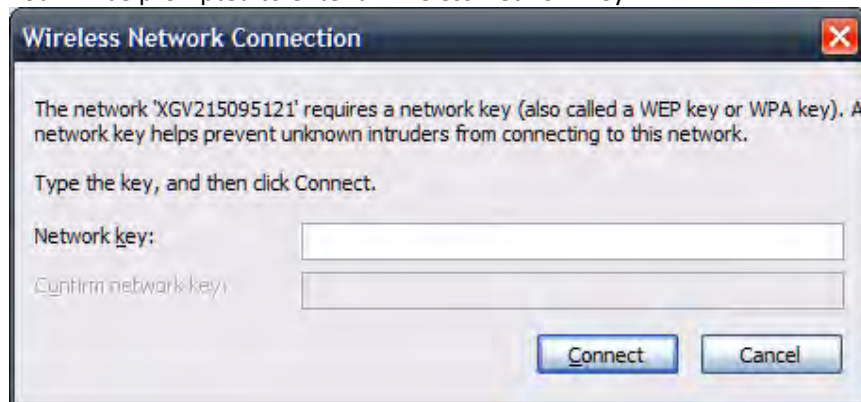 Wireless Network Connection
The network 'XGV215095121' requires a network key (also called a WEP key or WPA key). A
network key helps prevent unknown intruders from connecting to this network.
Type the key, and then click Connect.
Network key:
Confirm network key:
Connect
Cancel